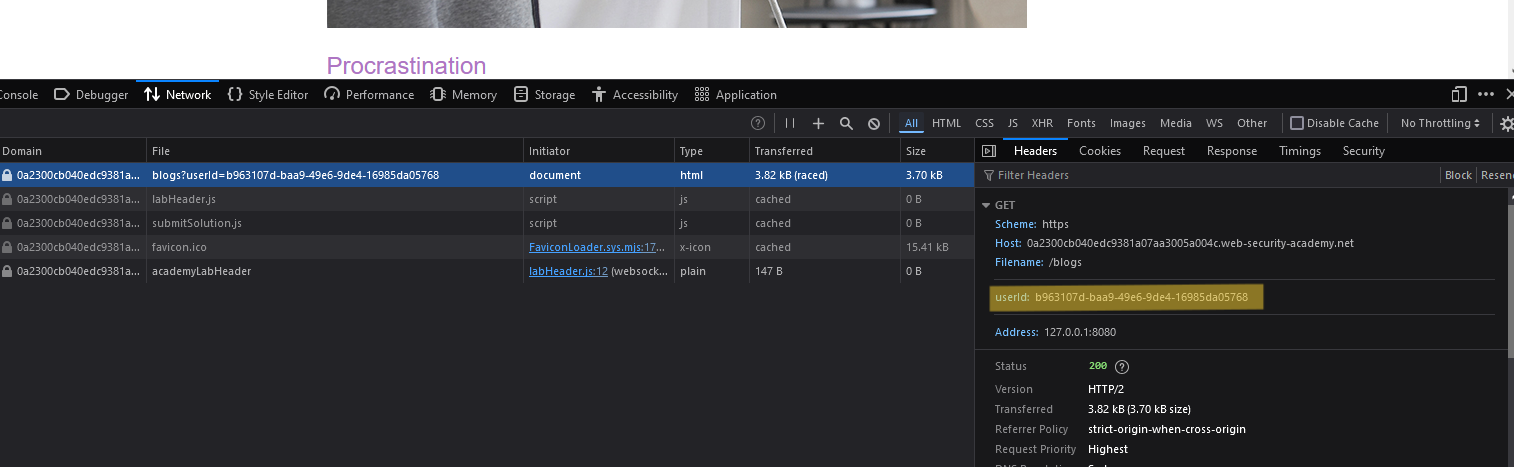 Procrastination
Console Debugger Network Style Editor Performance Memory Storage Accessibility Application
All HTML CSS JS XHR Fonts Images Media WS Other Disable Cache No Throttling
Domain File Initiator Type Transferred Size
Headers Cookies Request Response Timings Security
0a2300cb040edc9381a... blogs?userId=b963107d-baa9-49e6-9de4-16985da05768 document html 3.82 kB (raced) 3.70 kB
Filter Headers Block Resen
0a2300cb040edc9381a... labHeader.js script js cached 0 B
0a2300cb040edc9381a... submitSolution.js script js cached 0 B
0a2300cb040edc9381a... favicon.ico FaviconLoader.sys.mjs:17... x-icon cached 15.41 kB
0a2300cb040edc9381a... academyLabHeader labHeader.js:12 (websock... plain 147 B 0 B
GET
Scheme: https
Host: 0a2300cb040edc9381a07aa3005a004c.web-security-academy.net
Filename: /blogs
userId: b963107d-baa9-49e6-9de4-16985da05768
Address: 127.0.0.1:8080
Status 200
Version HTTP/2
Transferred 3.82 kB (3.70 kB size)
Referrer Policy strict-origin-when-cross-origin
Request Priority Highest